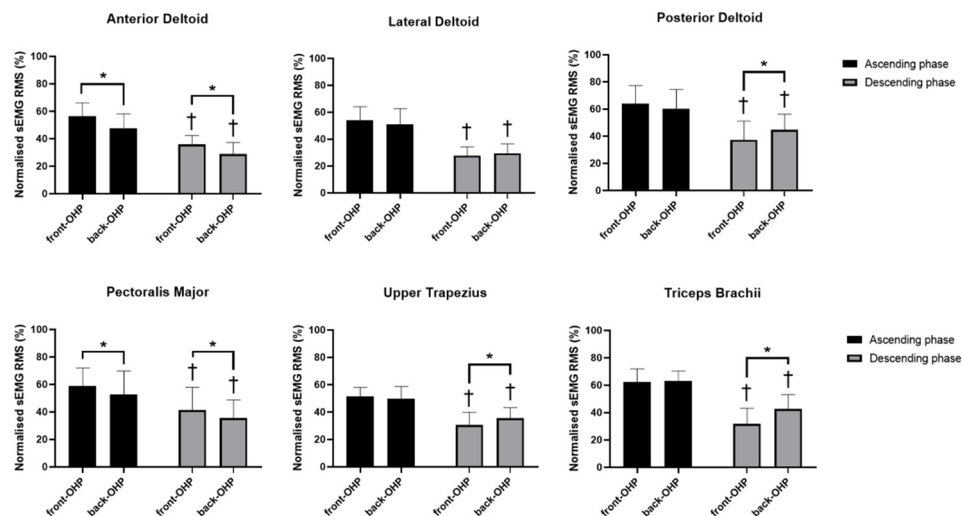 Anterior Deltoid
Normalised sEMG RMS (%)
100
80
60
40
20
0
*
*
†
†
front-OHP
back-OHP
front-OHP
back-OHP
Lateral Deltoid
Normalised sEMG RMS (%)
100
80
60
40
20
0
†
†
front-OHP
back-OHP
front-OHP
back-OHP
Posterior Deltoid
Normalised sEMG RMS (%)
100
80
60
40
20
0
*
†
†
front-OHP
back-OHP
front-OHP
back-OHP
Ascending phase
Descending phase
Pectoralis Major
Normalised sEMG RMS (%)
100
80
60
40
20
0
*
*
†
†
front-OHP
back-OHP
front-OHP
back-OHP
Upper Trapezius
Normalised sEMG RMS (%)
100
80
60
40
20
0
*
†
†
front-OHP
back-OHP
front-OHP
back-OHP
Triceps Brachii
Normalised sEMG RMS (%)
100
80
60
40
20
0
*
†
†
front-OHP
back-OHP
front-OHP
back-OHP
Ascending phase
Descending phase